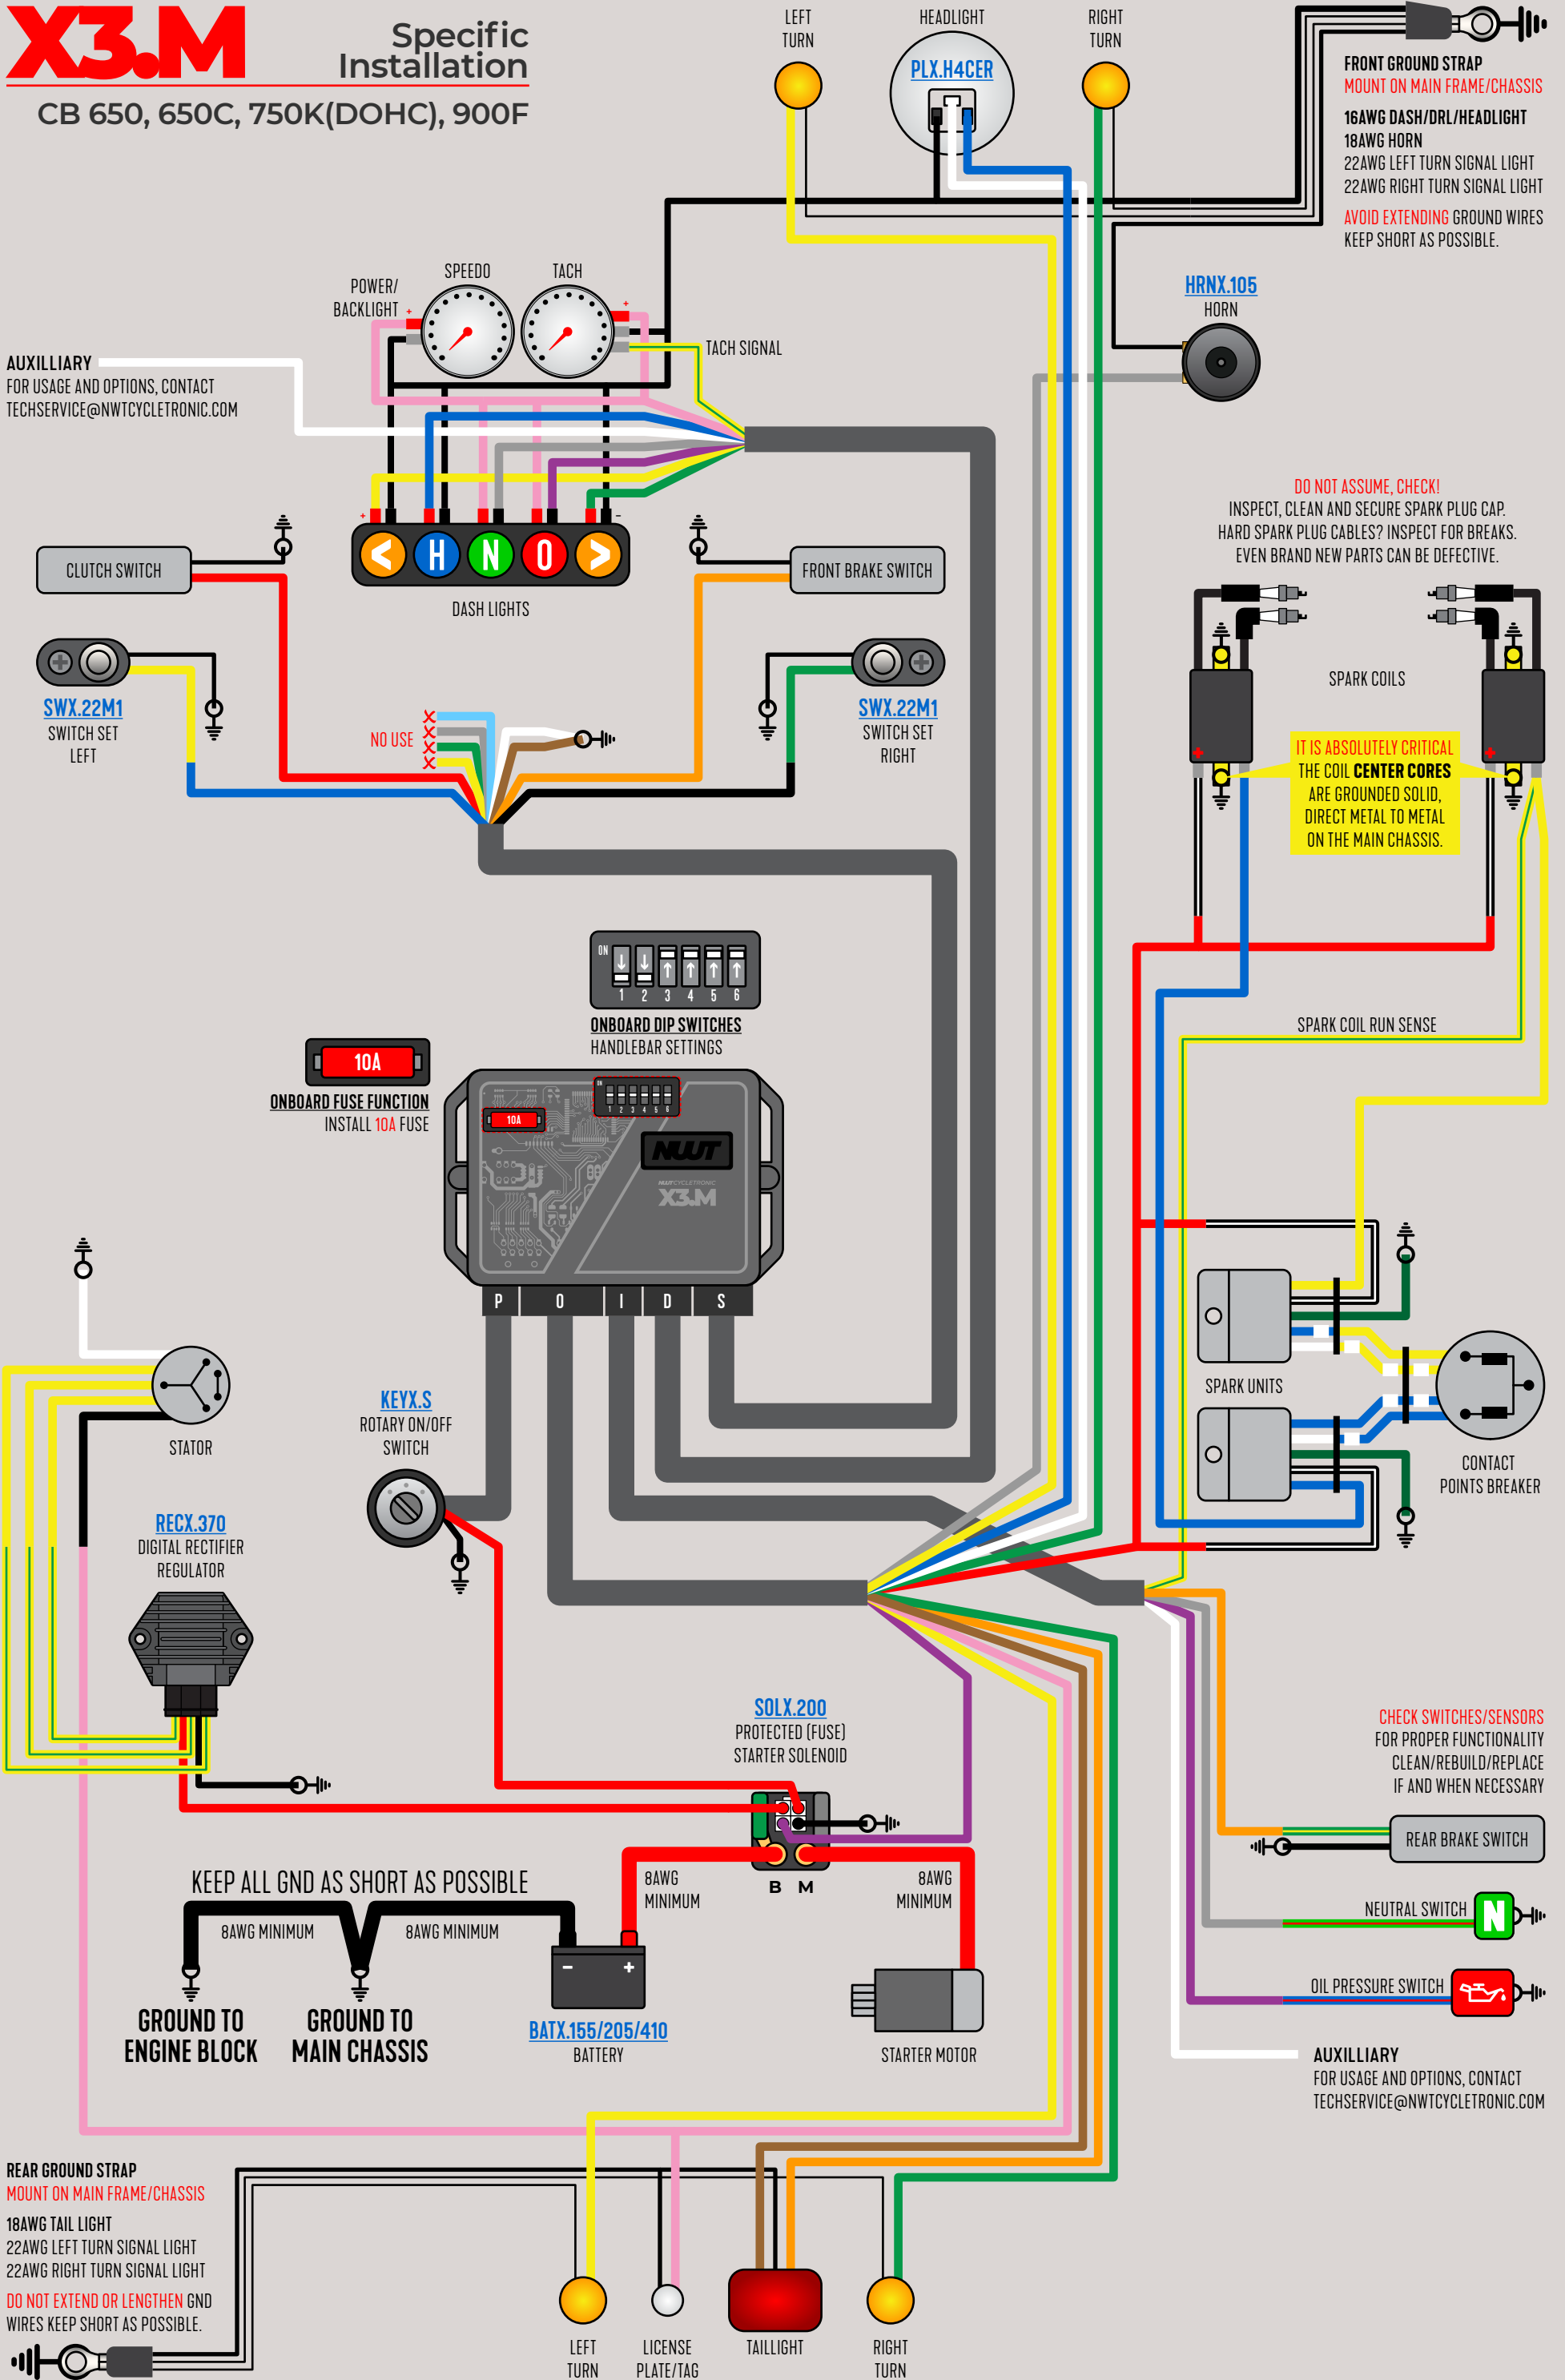 X3.M
Specific
Installation
CB 650, 650C, 750K(DOHC), 900F
LEFT
TURN
HEADLIGHT
PLX.H4CER
RIGHT
TURN
FRONT GROUND STRAP
MOUNT ON MAIN FRAME/CHASSIS
16AWG DASH/DRL/HEADLIGHT
18AWG HORN
22AWG LEFT TURN SIGNAL LIGHT
22AWG RIGHT TURN SIGNAL LIGHT
AVOID EXTENDING GROUND WIRES
KEEP SHORT AS POSSIBLE.
HRNX.105
HORN
POWER/
BACKLIGHT
SPEEDO
TACH
+
+
TACH SIGNAL
AUXILLIARY
FOR USAGE AND OPTIONS, CONTACT
TECHSERVICE@NWTCYCLETRONIC.COM
+
–
< H N O >
DASH LIGHTS
CLUTCH SWITCH
FRONT BRAKE SWITCH
SWX.22M1
SWITCH SET
LEFT
SWX.22M1
SWITCH SET
RIGHT
NO USE
X
X
X
X
DO NOT ASSUME, CHECK!
INSPECT, CLEAN AND SECURE SPARK PLUG CAP.
HARD SPARK PLUG CABLES? INSPECT FOR BREAKS.
EVEN BRAND NEW PARTS CAN BE DEFECTIVE.
SPARK COILS
+
+
IT IS ABSOLUTELY CRITICAL
THE COIL CENTER CORES
ARE GROUNDED SOLID,
DIRECT METAL TO METAL
ON THE MAIN CHASSIS.
SPARK COIL RUN SENSE
ON
1 2 3 4 5 6
ONBOARD DIP SWITCHES
HANDLEBAR SETTINGS
10A
ONBOARD FUSE FUNCTION
INSTALL 10A FUSE
10A
ON
1 2 3 4 5 6
NWT
NWTCYCLETRONIC
X3.M
P O I D S
STATOR
KEYX.S
ROTARY ON/OFF
SWITCH
RECX.370
DIGITAL RECTIFIER
REGULATOR
SPARK UNITS
CONTACT
POINTS BREAKER
SOLX.200
PROTECTED (FUSE)
STARTER SOLENOID
B M
8AWG
MINIMUM
8AWG
MINIMUM
KEEP ALL GND AS SHORT AS POSSIBLE
8AWG MINIMUM
8AWG MINIMUM
GROUND TO
ENGINE BLOCK
GROUND TO
MAIN CHASSIS
– +
BATX.155/205/410
BATTERY
STARTER MOTOR
CHECK SWITCHES/SENSORS
FOR PROPER FUNCTIONALITY
CLEAN/REBUILD/REPLACE
IF AND WHEN NECESSARY
REAR BRAKE SWITCH
NEUTRAL SWITCH
N
OIL PRESSURE SWITCH
AUXILLIARY
FOR USAGE AND OPTIONS, CONTACT
TECHSERVICE@NWTCYCLETRONIC.COM
REAR GROUND STRAP
MOUNT ON MAIN FRAME/CHASSIS
18AWG TAIL LIGHT
22AWG LEFT TURN SIGNAL LIGHT
22AWG RIGHT TURN SIGNAL LIGHT
DO NOT EXTEND OR LENGTHEN GND
WIRES KEEP SHORT AS POSSIBLE.
LEFT
TURN
LICENSE
PLATE/TAG
TAILLIGHT
RIGHT
TURN